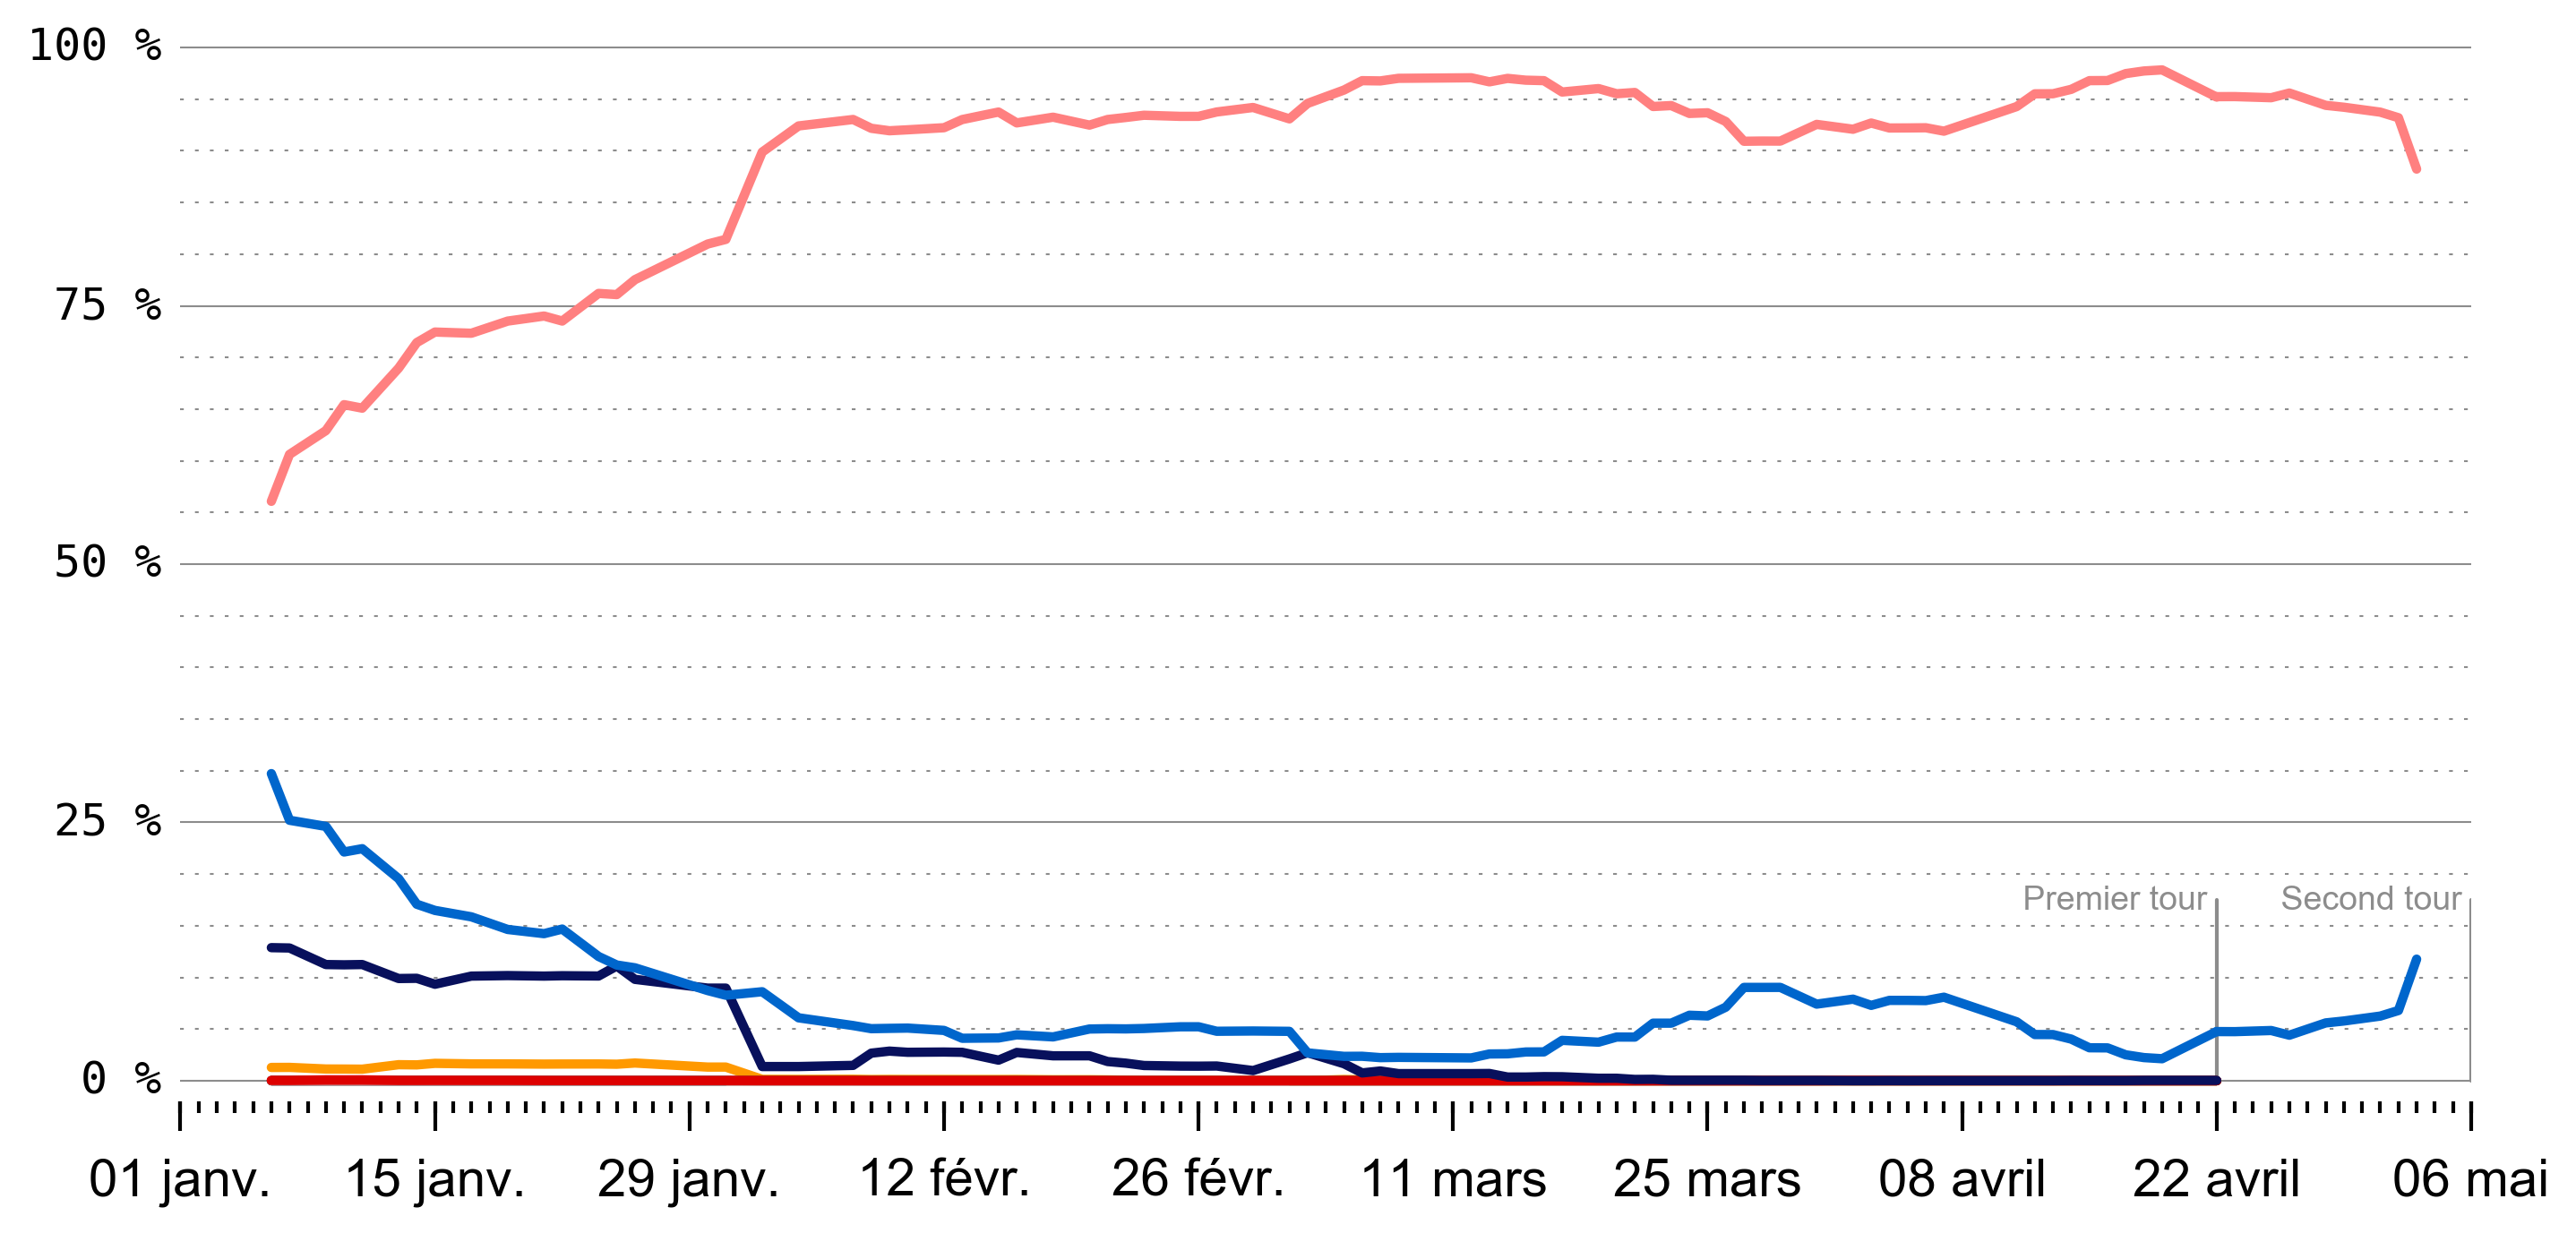 100 %
75 %
50 %
25 %
Premier tour
Second tour
0 %
01 janv.
15 janv.
29 janv.
12 févr.
26 févr.
11 mars
25 mars
08 avril
22 avril
06 mai